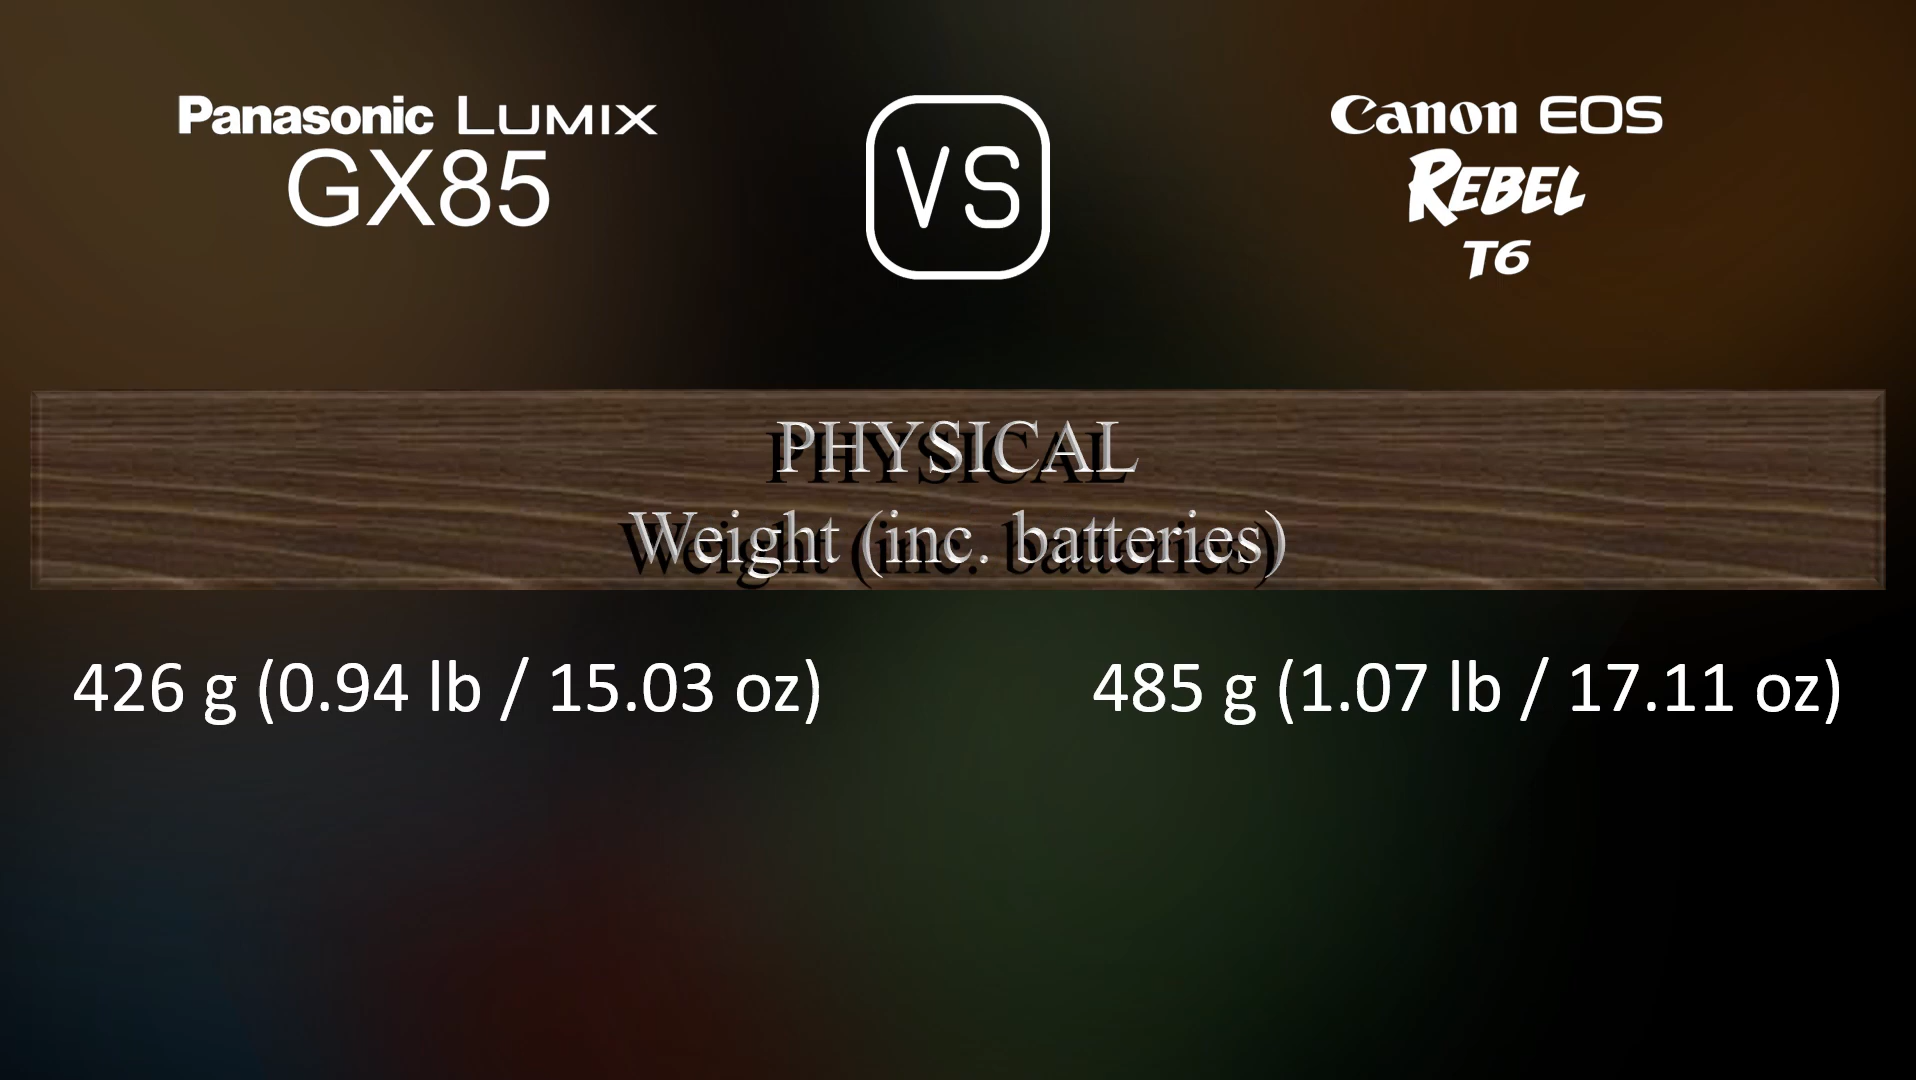 Panasonic LUMIX
GX85
VS
Canon EOS
REBEL
T6
PHYSICAL
Weight (inc. batteries)
426 g (0.94 lb / 15.03 oz)
485 g (1.07 lb / 17.11 oz)